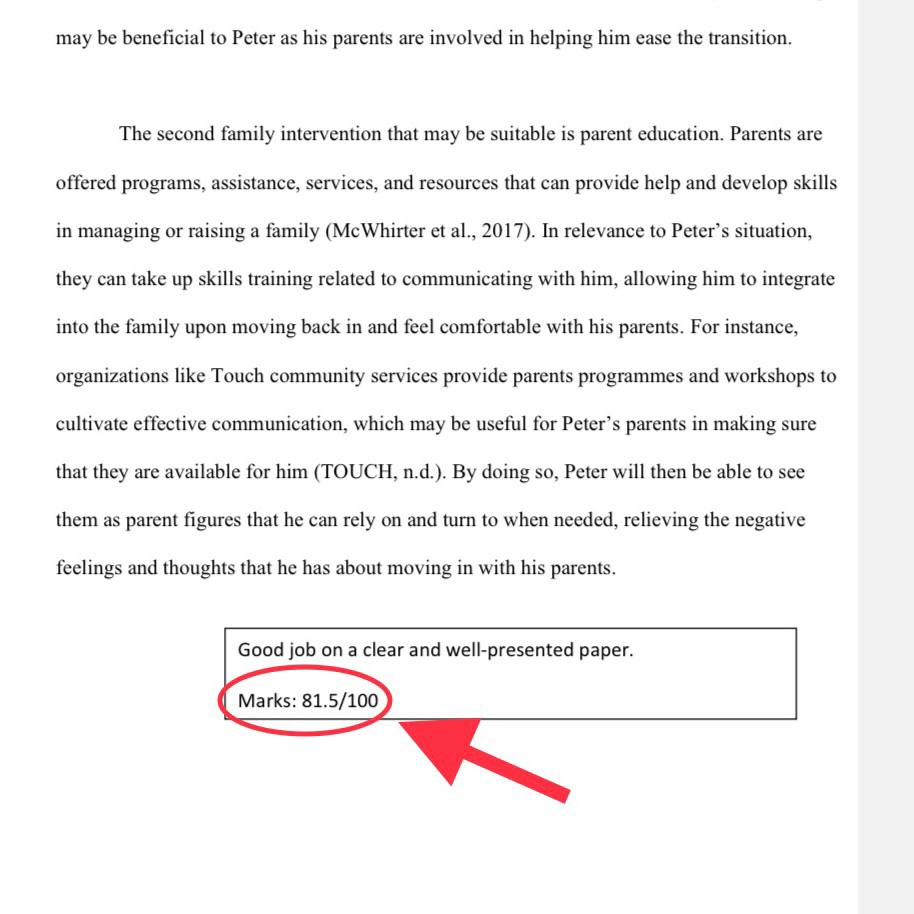 may be beneficial to Peter as his parents are involved in helping him ease the transition.
The second family intervention that may be suitable is parent education. Parents are
offered programs, assistance, services, and resources that can provide help and develop skills
in managing or raising a family (McWhirter et al., 2017). In relevance to Peter’s situation,
they can take up skills training related to communicating with him, allowing him to integrate
into the family upon moving back in and feel comfortable with his parents. For instance,
organizations like Touch community services provide parents programmes and workshops to
cultivate effective communication, which may be useful for Peter’s parents in making sure
that they are available for him (TOUCH, n.d.). By doing so, Peter will then be able to see
them as parent figures that he can rely on and turn to when needed, relieving the negative
feelings and thoughts that he has about moving in with his parents.
Good job on a clear and well-presented paper.
Marks: 81.5/100